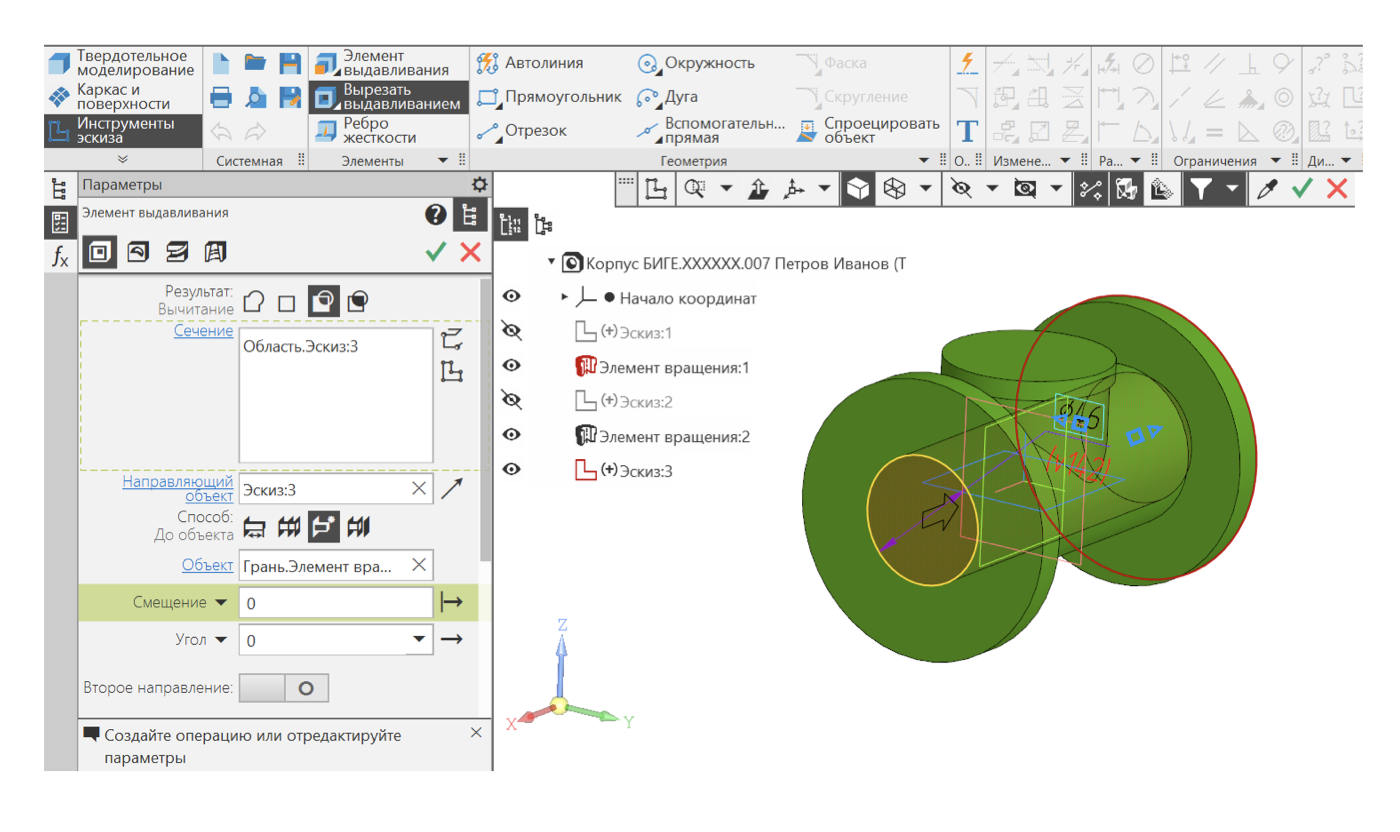 Твердотельное моделирование
Каркас и поверхности
Инструменты эскиза
Системная
Элемент выдавливания
Вырезать выдавливанием
Ребро жесткости
Элементы
Автолиния
Окружность
Фаска
Прямоугольник
Дуга
Скругление
Отрезок
Вспомогательн... прямая
Спроецировать объект
Геометрия
О...
Измене...
Ра...
Ограничения
Ди...
Параметры
Элемент выдавливания
Результат:
Вычитание
Сечение
Область.Эскиз:3
Направляющий
объект
Эскиз:3
Способ:
До объекта
Объект
Грань.Элемент вра...
Смещение
0
Угол
0
Второе направление:
Создайте операцию или отредактируйте
параметры
Корпус БИГЕ.XXXXXX.007 Петров Иванов (Т
Начало координат
(+) Эскиз:1
Элемент вращения:1
(+) Эскиз:2
Элемент вращения:2
(+) Эскиз:3
Z
X
Y